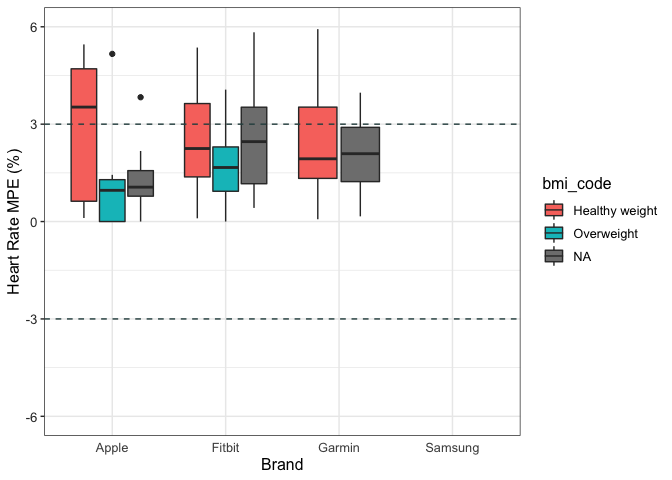 6
3
0
-3
-6
Heart Rate MPE (%)
Apple
Fitbit
Garmin
Samsung
Brand
bmi_code
Healthy weight
Overweight
NA